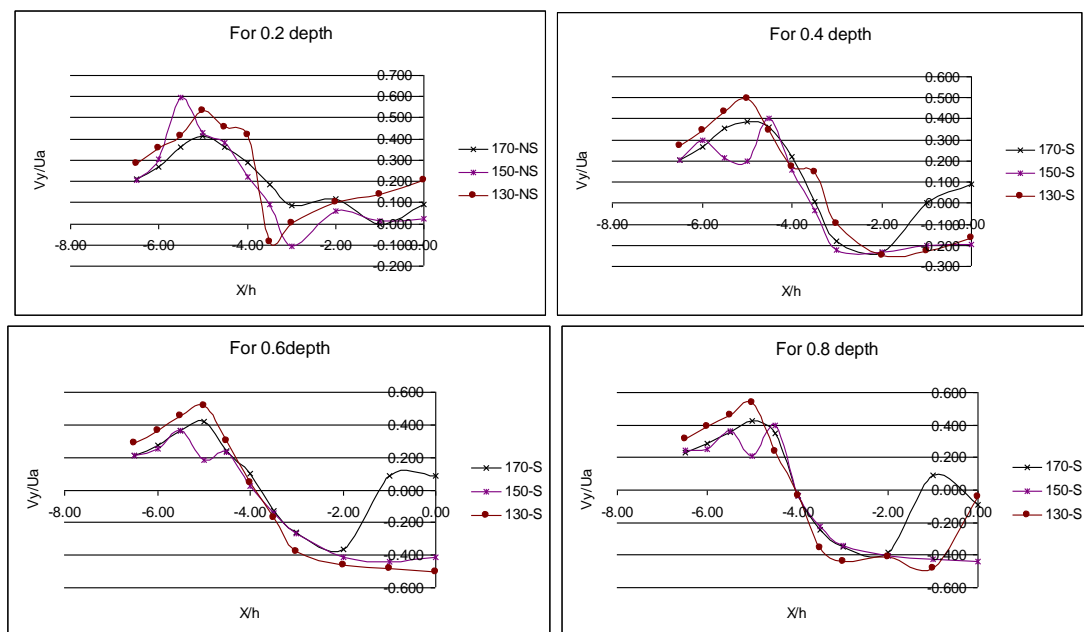 For 0.2 depth
0.700
0.600
0.500
0.400
0.300
0.200
0.100
0.000
-0.100
-0.200
-8.00 -6.00 -4.00 -2.00 0.00
Vy/Ua
X/h
170-NS
150-NS
130-NS
For 0.4 depth
0.600
0.500
0.400
0.300
0.200
0.100
0.000
-0.100
-0.200
-0.300
-8.00 -6.00 -4.00 -2.00 0.00
Vy/Ua
X/h
170-S
150-S
130-S
For 0.6depth
0.600
0.400
0.200
0.000
-0.200
-0.400
-0.600
-8.00 -6.00 -4.00 -2.00 0.00
Vy/Ua
X/h
170-S
150-S
130-S
For 0.8 depth
0.600
0.400
0.200
0.000
-0.200
-0.400
-0.600
-8.00 -6.00 -4.00 -2.00 0.00
Vy/Ua
X/h
170-S
150-S
130-S